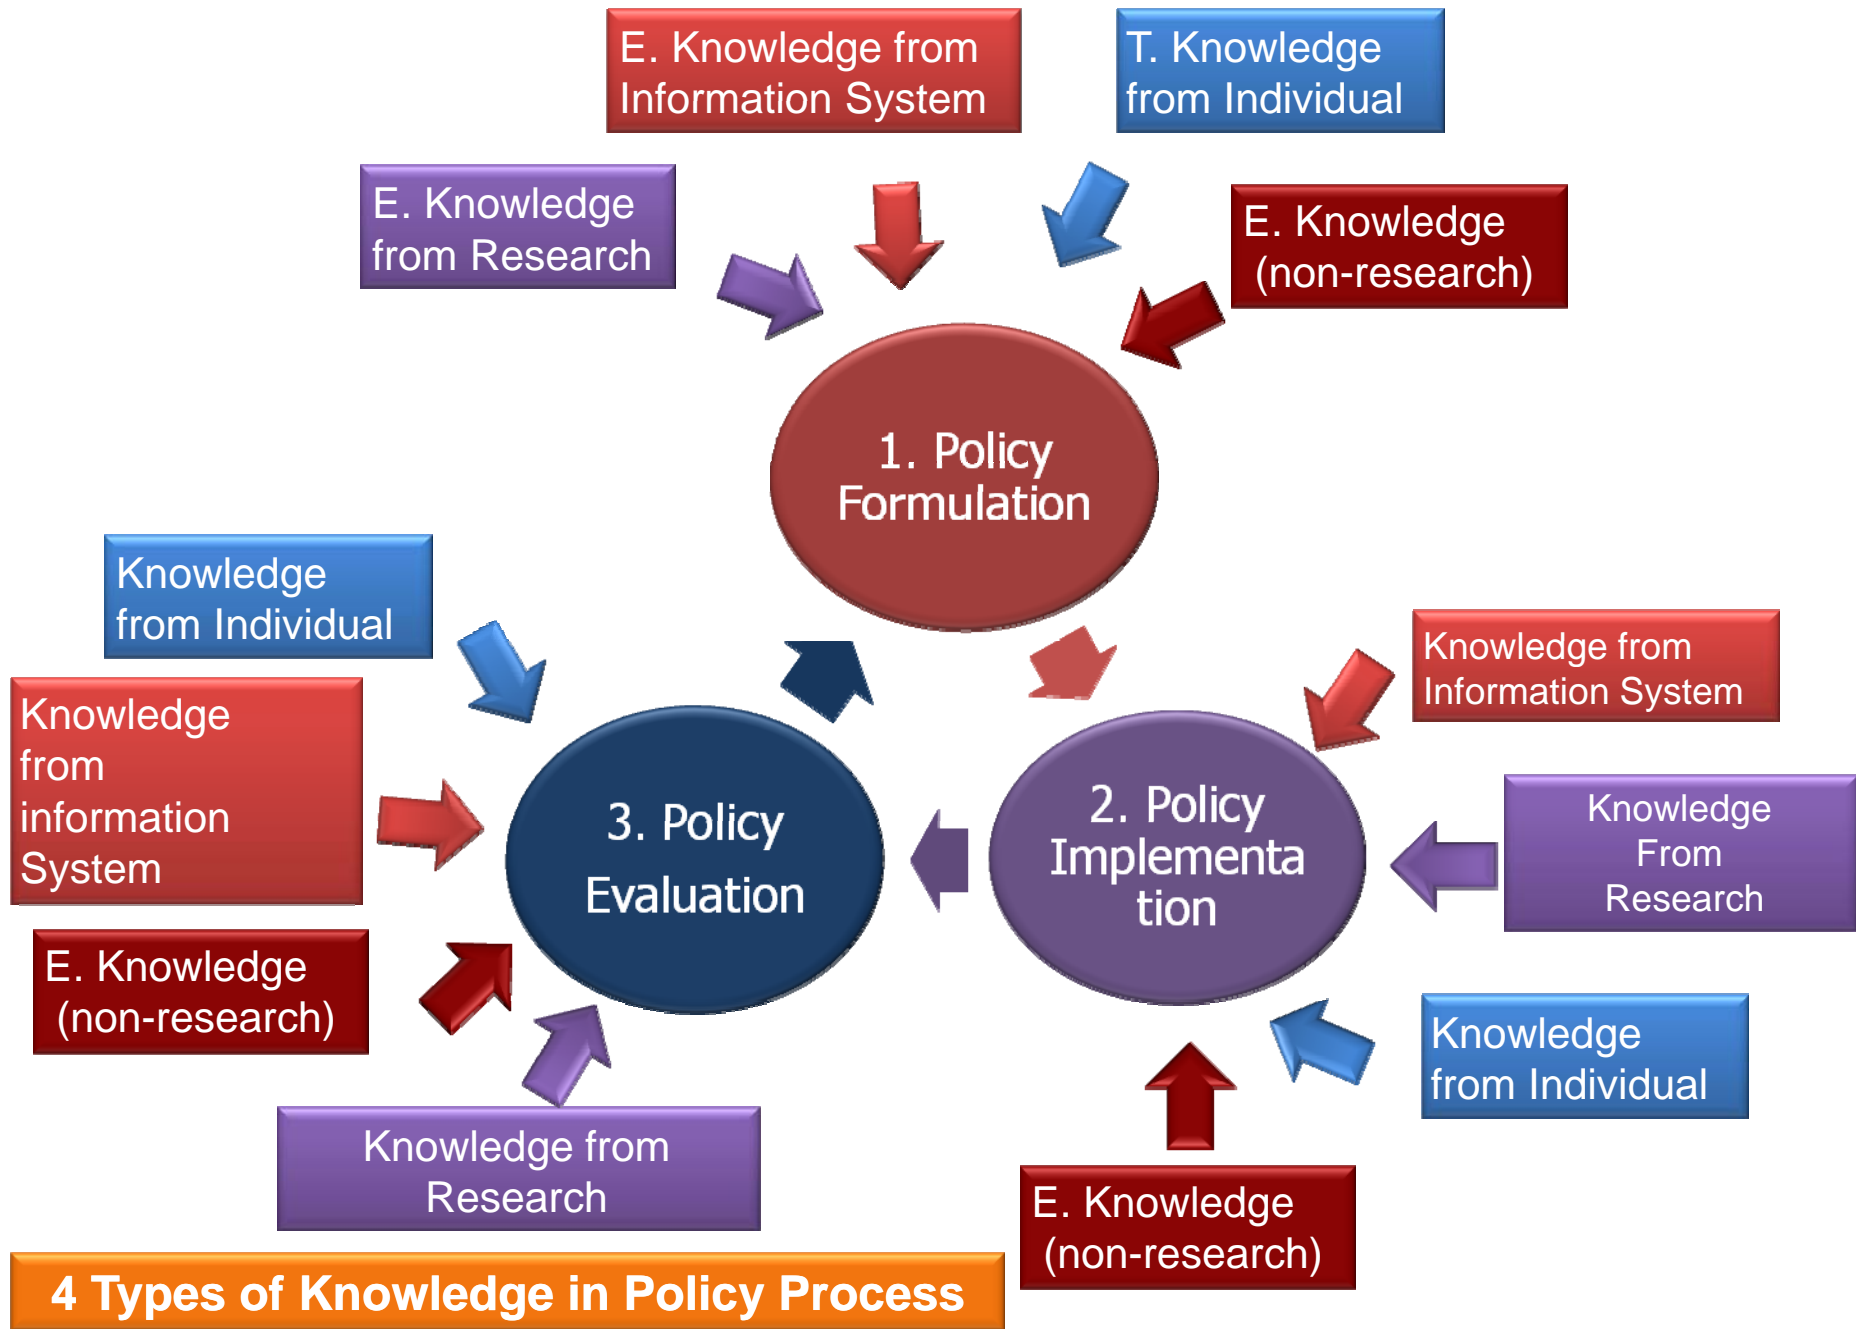 E. Knowledge from
Information System
T. Knowledge
from Individual
E. Knowledge
from Research
E. Knowledge
(non-research)
1. Policy
Formulation
Knowledge
from Individual
Knowledge from
Information System
Knowledge
from
information
System
3. Policy
Evaluation
2. Policy
Implementa
tion
Knowledge
From
Research
E. Knowledge
(non-research)
Knowledge
from Individual
Knowledge from
Research
E. Knowledge
(non-research)
4 Types of Knowledge in Policy Process